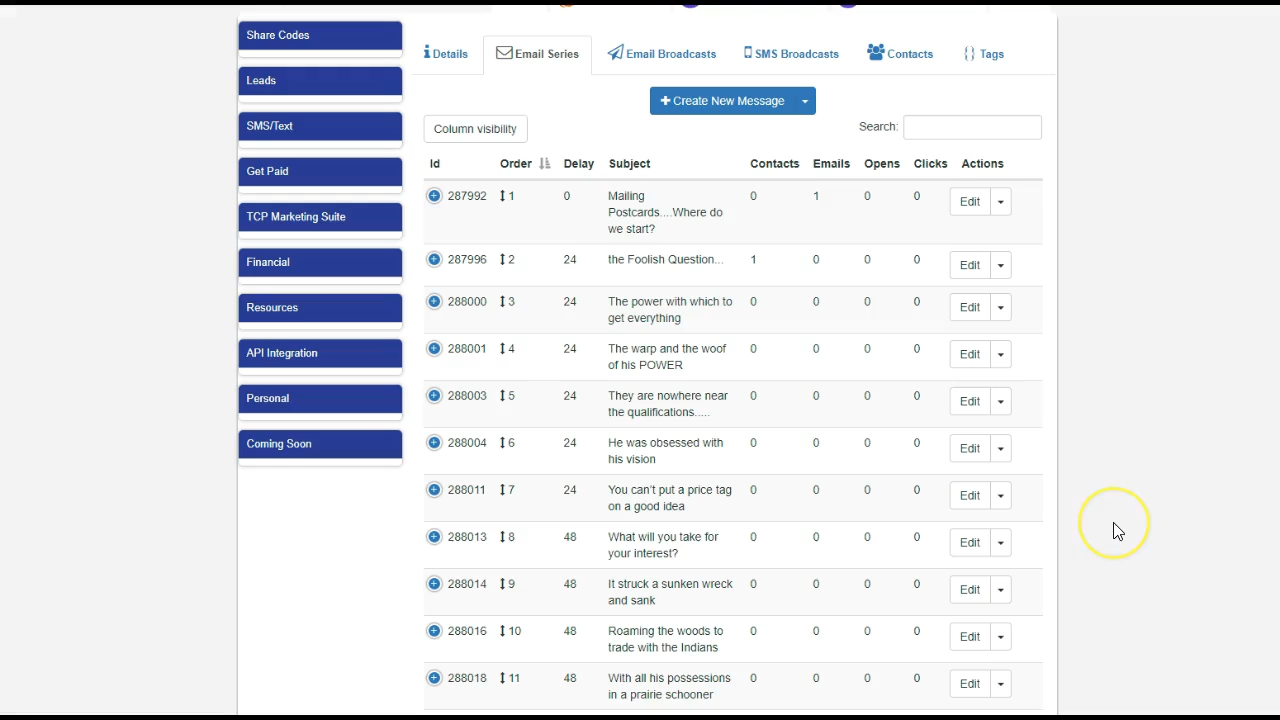 Share Codes
Leads
SMS/Text
Get Paid
TCP Marketing Suite
Financial
Resources
API Integration
Personal
Coming Soon
Details Email Series Email Broadcasts SMS Broadcasts Contacts Tags
Create New Message
Column visibility Search:
Id Order Delay Subject Contacts Emails Opens Clicks Actions
287992 1 0 Mailing 0 1 0 0 Edit
Postcards....Where do
we start?
287996 2 24 the Foolish Question... 1 0 0 0 Edit
288000 3 24 The power with which to 0 0 0 0 Edit
get everything
288001 4 24 The warp and the woof 0 0 0 0 Edit
of his POWER
288003 5 24 They are nowhere near 0 0 0 0 Edit
the qualifications.....
288004 6 24 He was obsessed with 0 0 0 0 Edit
his vision
288011 7 24 You can't put a price tag 0 0 0 0 Edit
on a good idea
288013 8 48 What will you take for 0 0 0 0 Edit
your interest?
288014 9 48 It struck a sunken wreck 0 0 0 0 Edit
and sank
288016 10 48 Roaming the woods to 0 0 0 0 Edit
trade with the Indians
288018 11 48 With all his possessions 0 0 0 0 Edit
in a prairie schooner